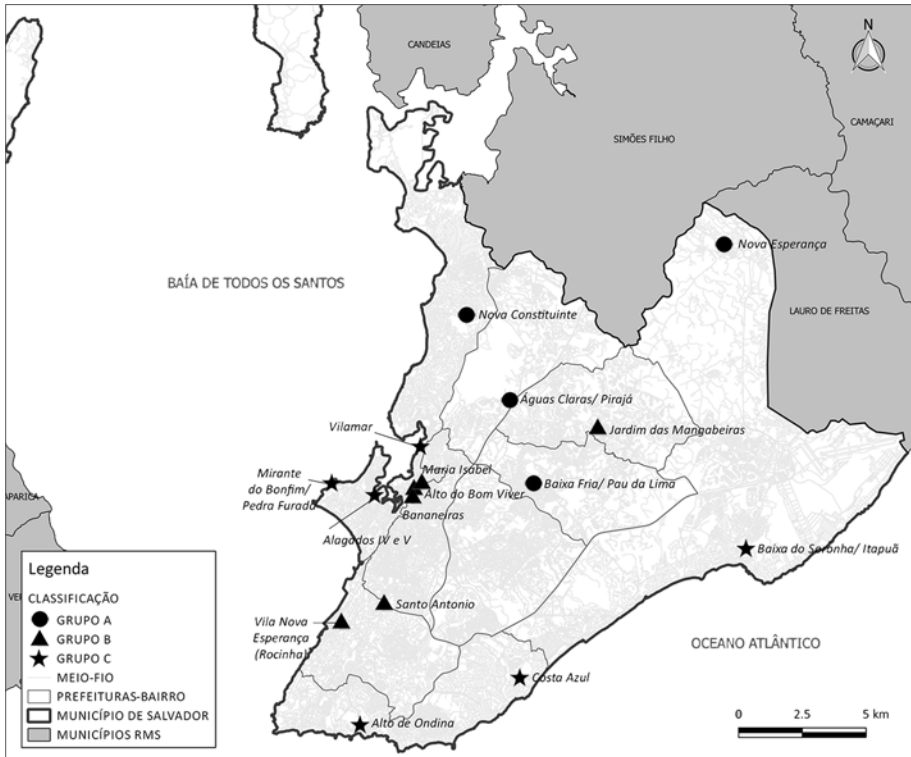 CANDEIAS
N
CAMAÇARI
SIMÕES FILHO
Nova Esperança
BAÍA DE TODOS OS SANTOS
LAURO DE FREITAS
Nova Constituinte
Águas Claras/ Pirajá
Vilamar
Jardim das Mangabeiras
Maria Isabel
Mirante
do Bonfim/
Pedra Furada
Alto do Bom Viver
Baixa Fria/ Pau da Lima
APARICA
Bananeiras
Alagados IV e V
Baixa do Soronha/ Itapuã
VER
Santo Antonio
Vila Nova
Esperança
(Rocinha)
OCEANO ATLÂNTICO
Costa Azul
Alto de Ondina
Legenda
CLASSIFICAÇÃO
GRUPO A
GRUPO B
GRUPO C
MEIO-FIO
PREFEITURAS-BAIRRO
MUNICÍPIO DE SALVADOR
MUNICÍPIOS RMS
0 2.5 5 km